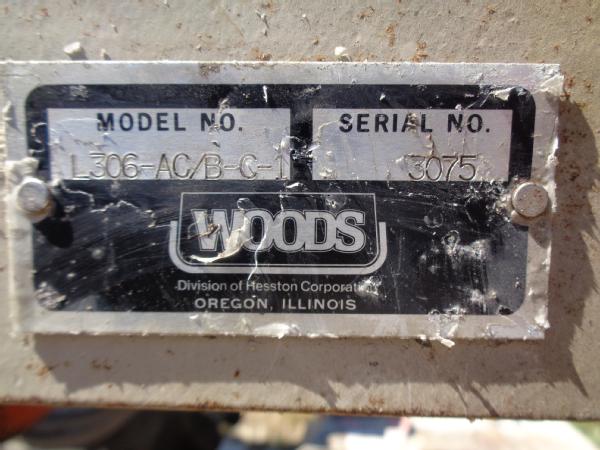 MODEL NO. SERIAL NO.
L306-AC/B-C-1 3075
WOODS
Division of Hesston Corporation
OREGON, ILLINOIS